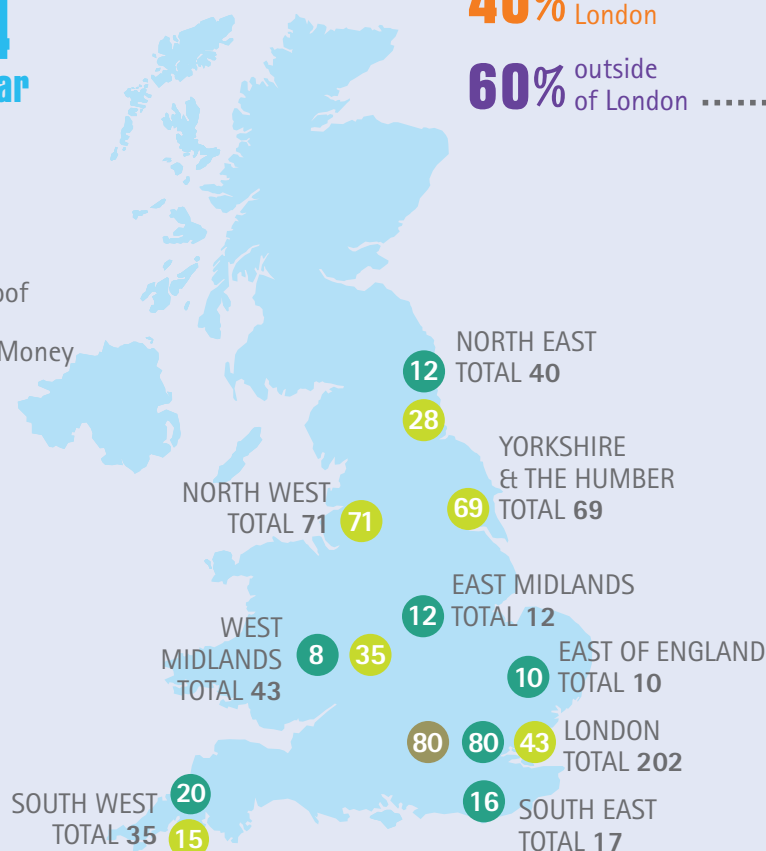 4
ar
40% London
60% outside
of London
oof
Money
NORTH EAST
12 TOTAL 40
28
YORKSHIRE
& THE HUMBER
69 TOTAL 69
NORTH WEST
TOTAL 71 71
EAST MIDLANDS
12 TOTAL 12
WEST
MIDLANDS 8 35
TOTAL 43
EAST OF ENGLAND
10 TOTAL 10
80 80 43 LONDON
TOTAL 202
16 SOUTH EAST
TOTAL 17
SOUTH WEST 20
TOTAL 35 15